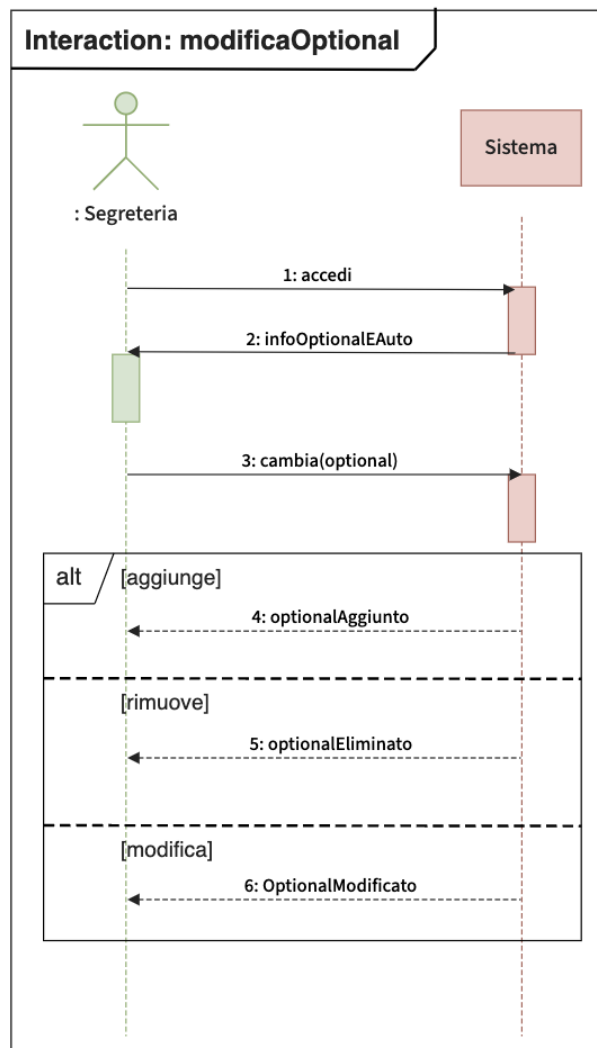 Interaction: modificaOptional
Sistema
: Segreteria
1: accedi
2: infoOptionalEAuto
3: cambia(optional)
alt
[aggiunge]
4: optionalAggiunto
[rimuove]
5: optionalEliminato
[modifica]
6: OptionalModificato